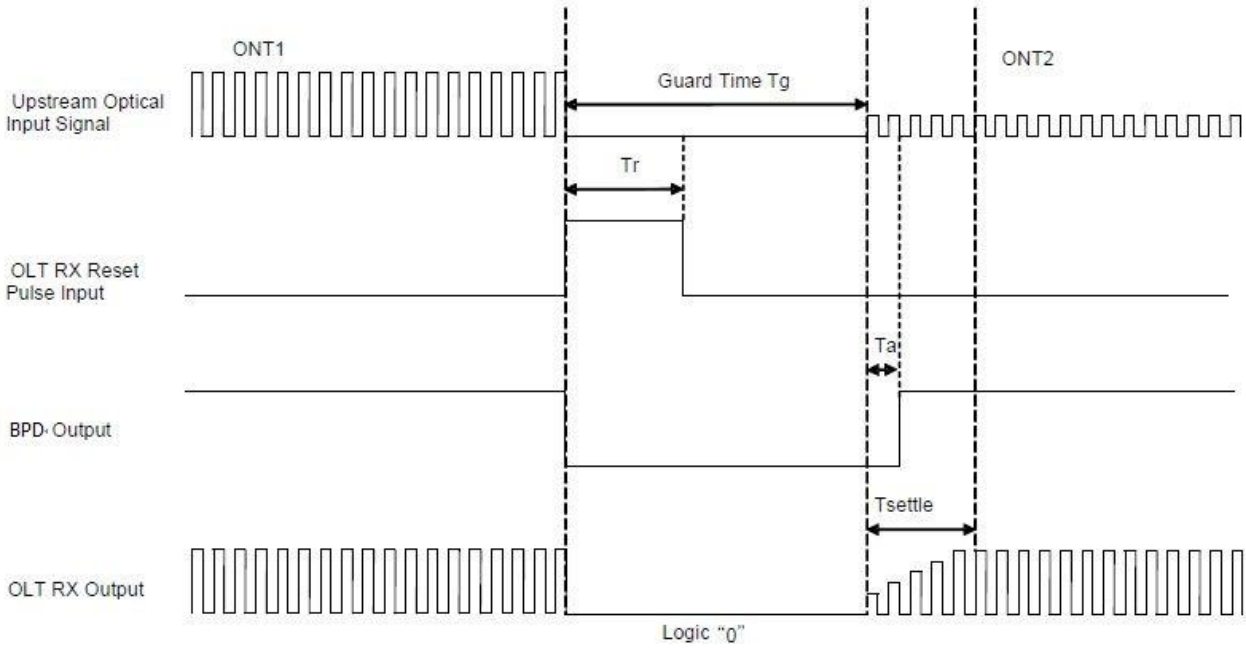 ONT1
ONT2
Guard Time Tg
Upstream Optical
Input Signal
Tr
OLT RX Reset
Pulse Input
Ta
BPD Output
Tsettle
OLT RX Output
Logic "0"